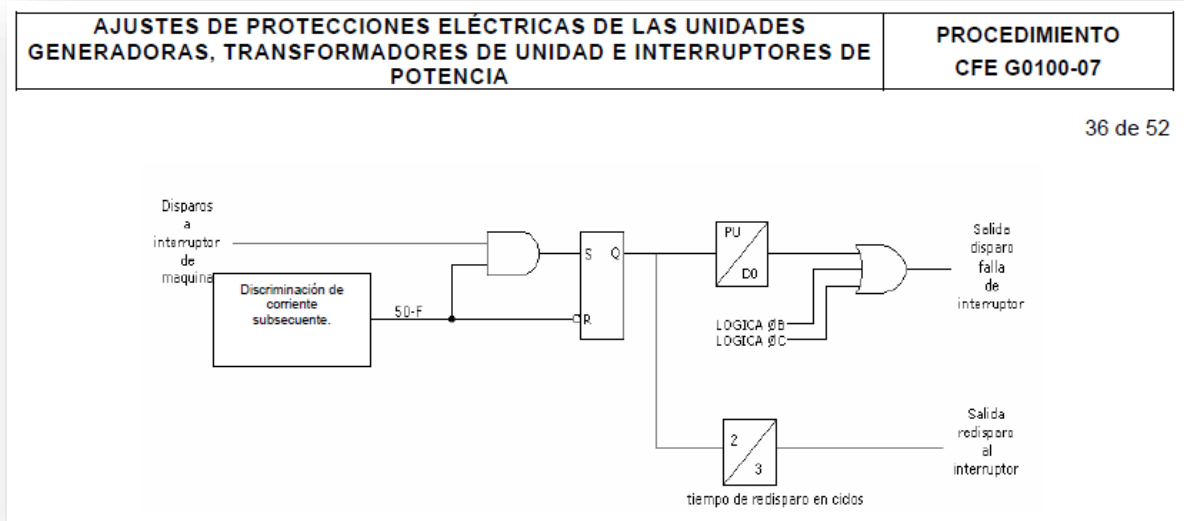 AJUSTES DE PROTECCIONES ELÉCTRICAS DE LAS UNIDADES
GENERADORAS, TRANSFORMADORES DE UNIDAD E INTERRUPTORES DE
POTENCIA
PROCEDIMIENTO
CFE G0100-07
36 de 52
Disparos
a
interruptor
de
maquina
Discriminación de
corriente
subsecuente.
50-F
S Q
R
PU
DO
LOGICA ØB
LOGICA ØC
Salida
disparo
falla
de
interruptor
2
3
tiempo de redisparo en ciclos
Salida
redisparo
al
interruptor